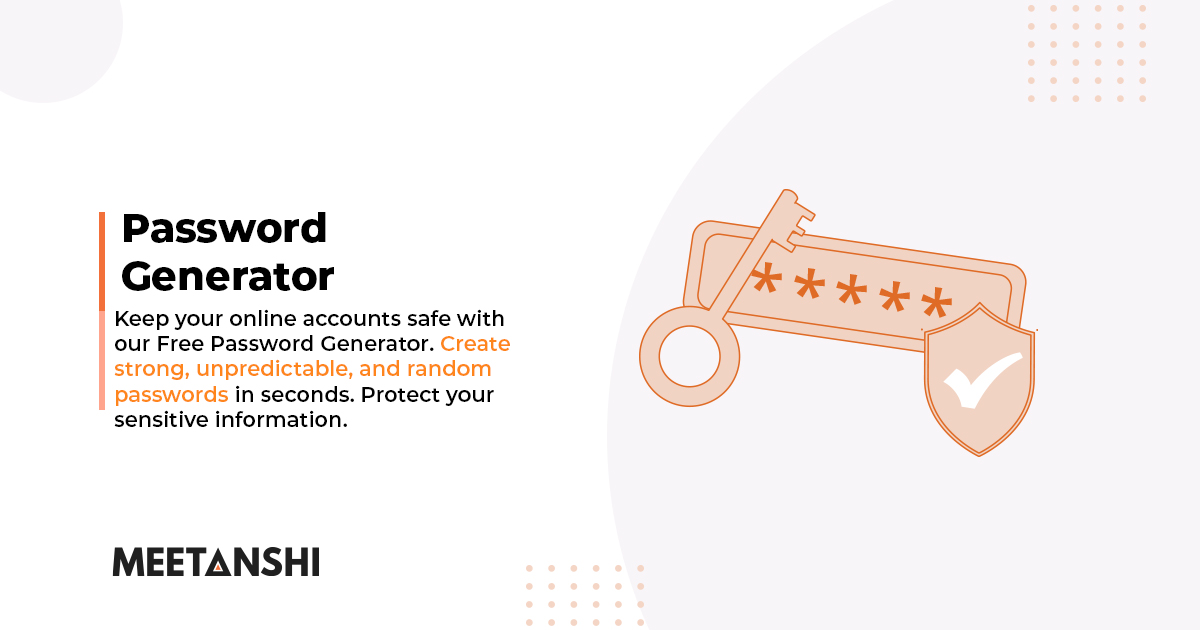 Password
Generator
Keep your online accounts safe with
our Free Password Generator. Create
strong, unpredictable, and random
passwords in seconds. Protect your
sensitive information.
*****
MEETANSHI